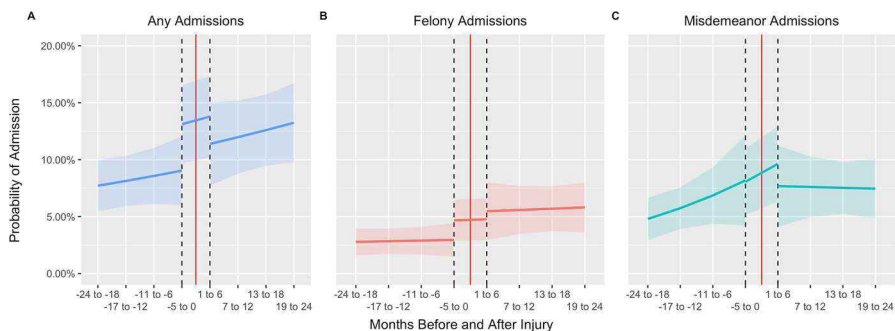 A Any Admissions
B Felony Admissions
C Misdemeanor Admissions
Probability of Admission
20.00%
15.00%
10.00%
5.00%
0.00%
-24 to -18 -11 to -6 1 to 6 13 to 18
-17 to -12 -5 to 0 7 to 12 19 to 24
-24 to -18 -11 to -6 1 to 6 13 to 18
-17 to -12 -5 to 0 7 to 12 19 to 24
-24 to -18 -11 to -6 1 to 6 13 to 18
-17 to -12 -5 to 0 7 to 12 19 to 24
Months Before and After Injury